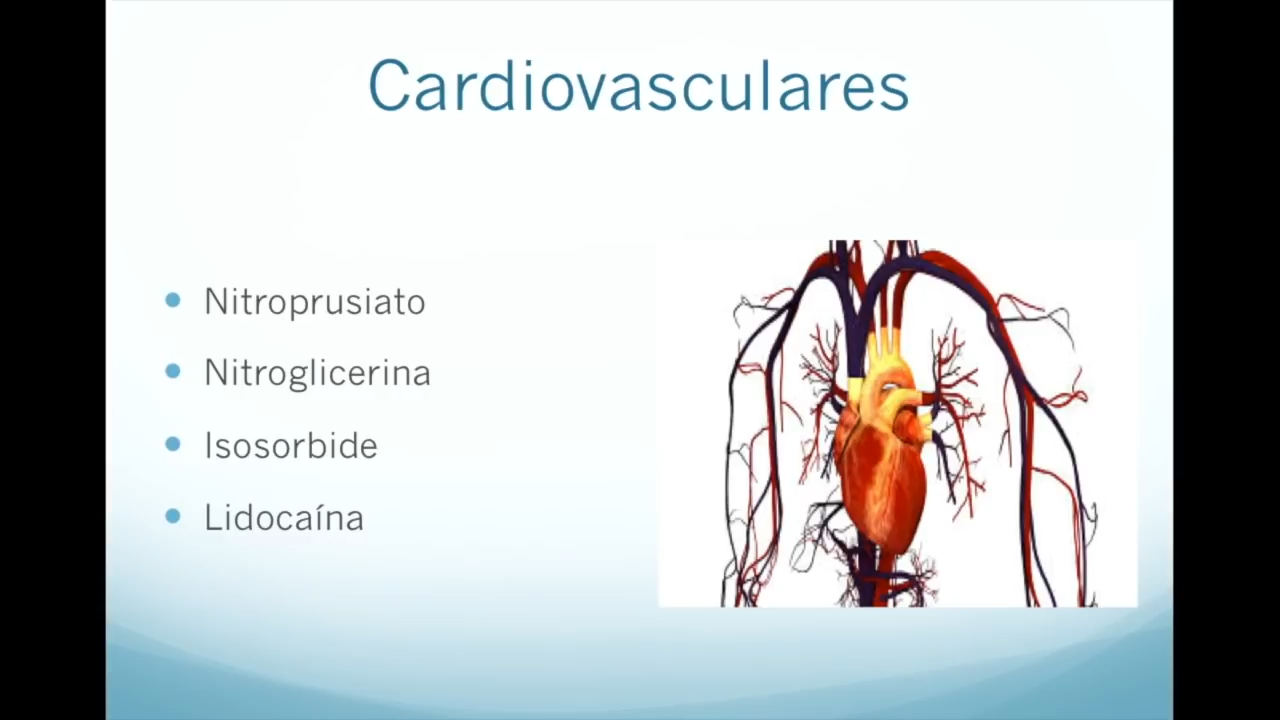 Cardiovasculares
Nitroprusiato
Nitroglicerina
Isosorbide
Lidocaína